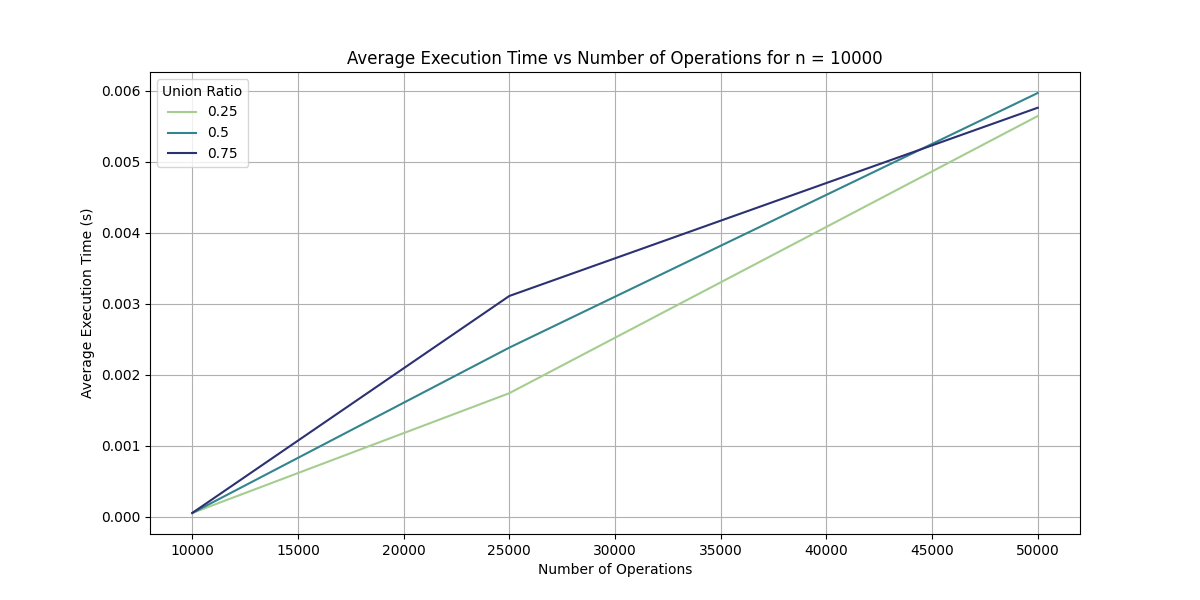 Average Execution Time vs Number of Operations for n = 10000
Union Ratio
0.25
0.5
0.75
Average Execution Time (s)
0.006
0.005
0.004
0.003
0.002
0.001
0.000
10000 15000 20000 25000 30000 35000 40000 45000 50000
Number of Operations